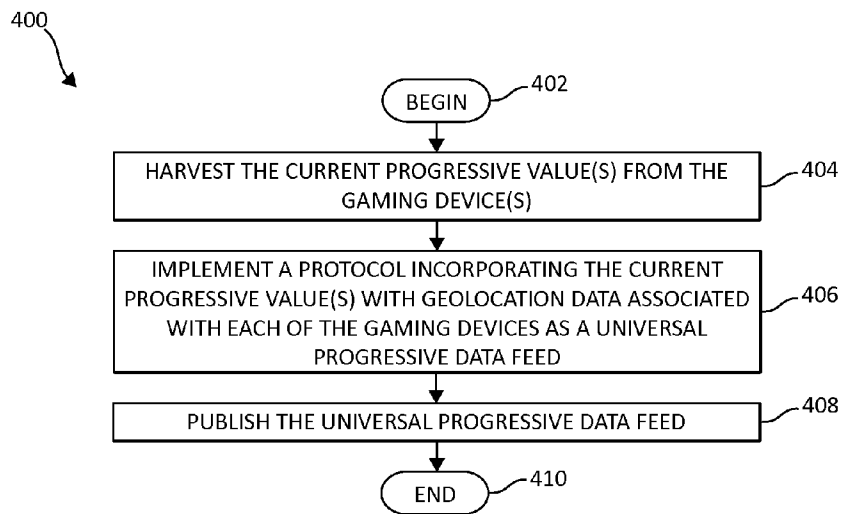 400
BEGIN
402
HARVEST THE CURRENT PROGRESSIVE VALUE(S) FROM THE
GAMING DEVICE(S)
404
IMPLEMENT A PROTOCOL INCORPORATING THE CURRENT
PROGRESSIVE VALUE(S) WITH GEOLOCATION DATA ASSOCIATED
WITH EACH OF THE GAMING DEVICES AS A UNIVERSAL
PROGRESSIVE DATA FEED
406
PUBLISH THE UNIVERSAL PROGRESSIVE DATA FEED
408
END
410